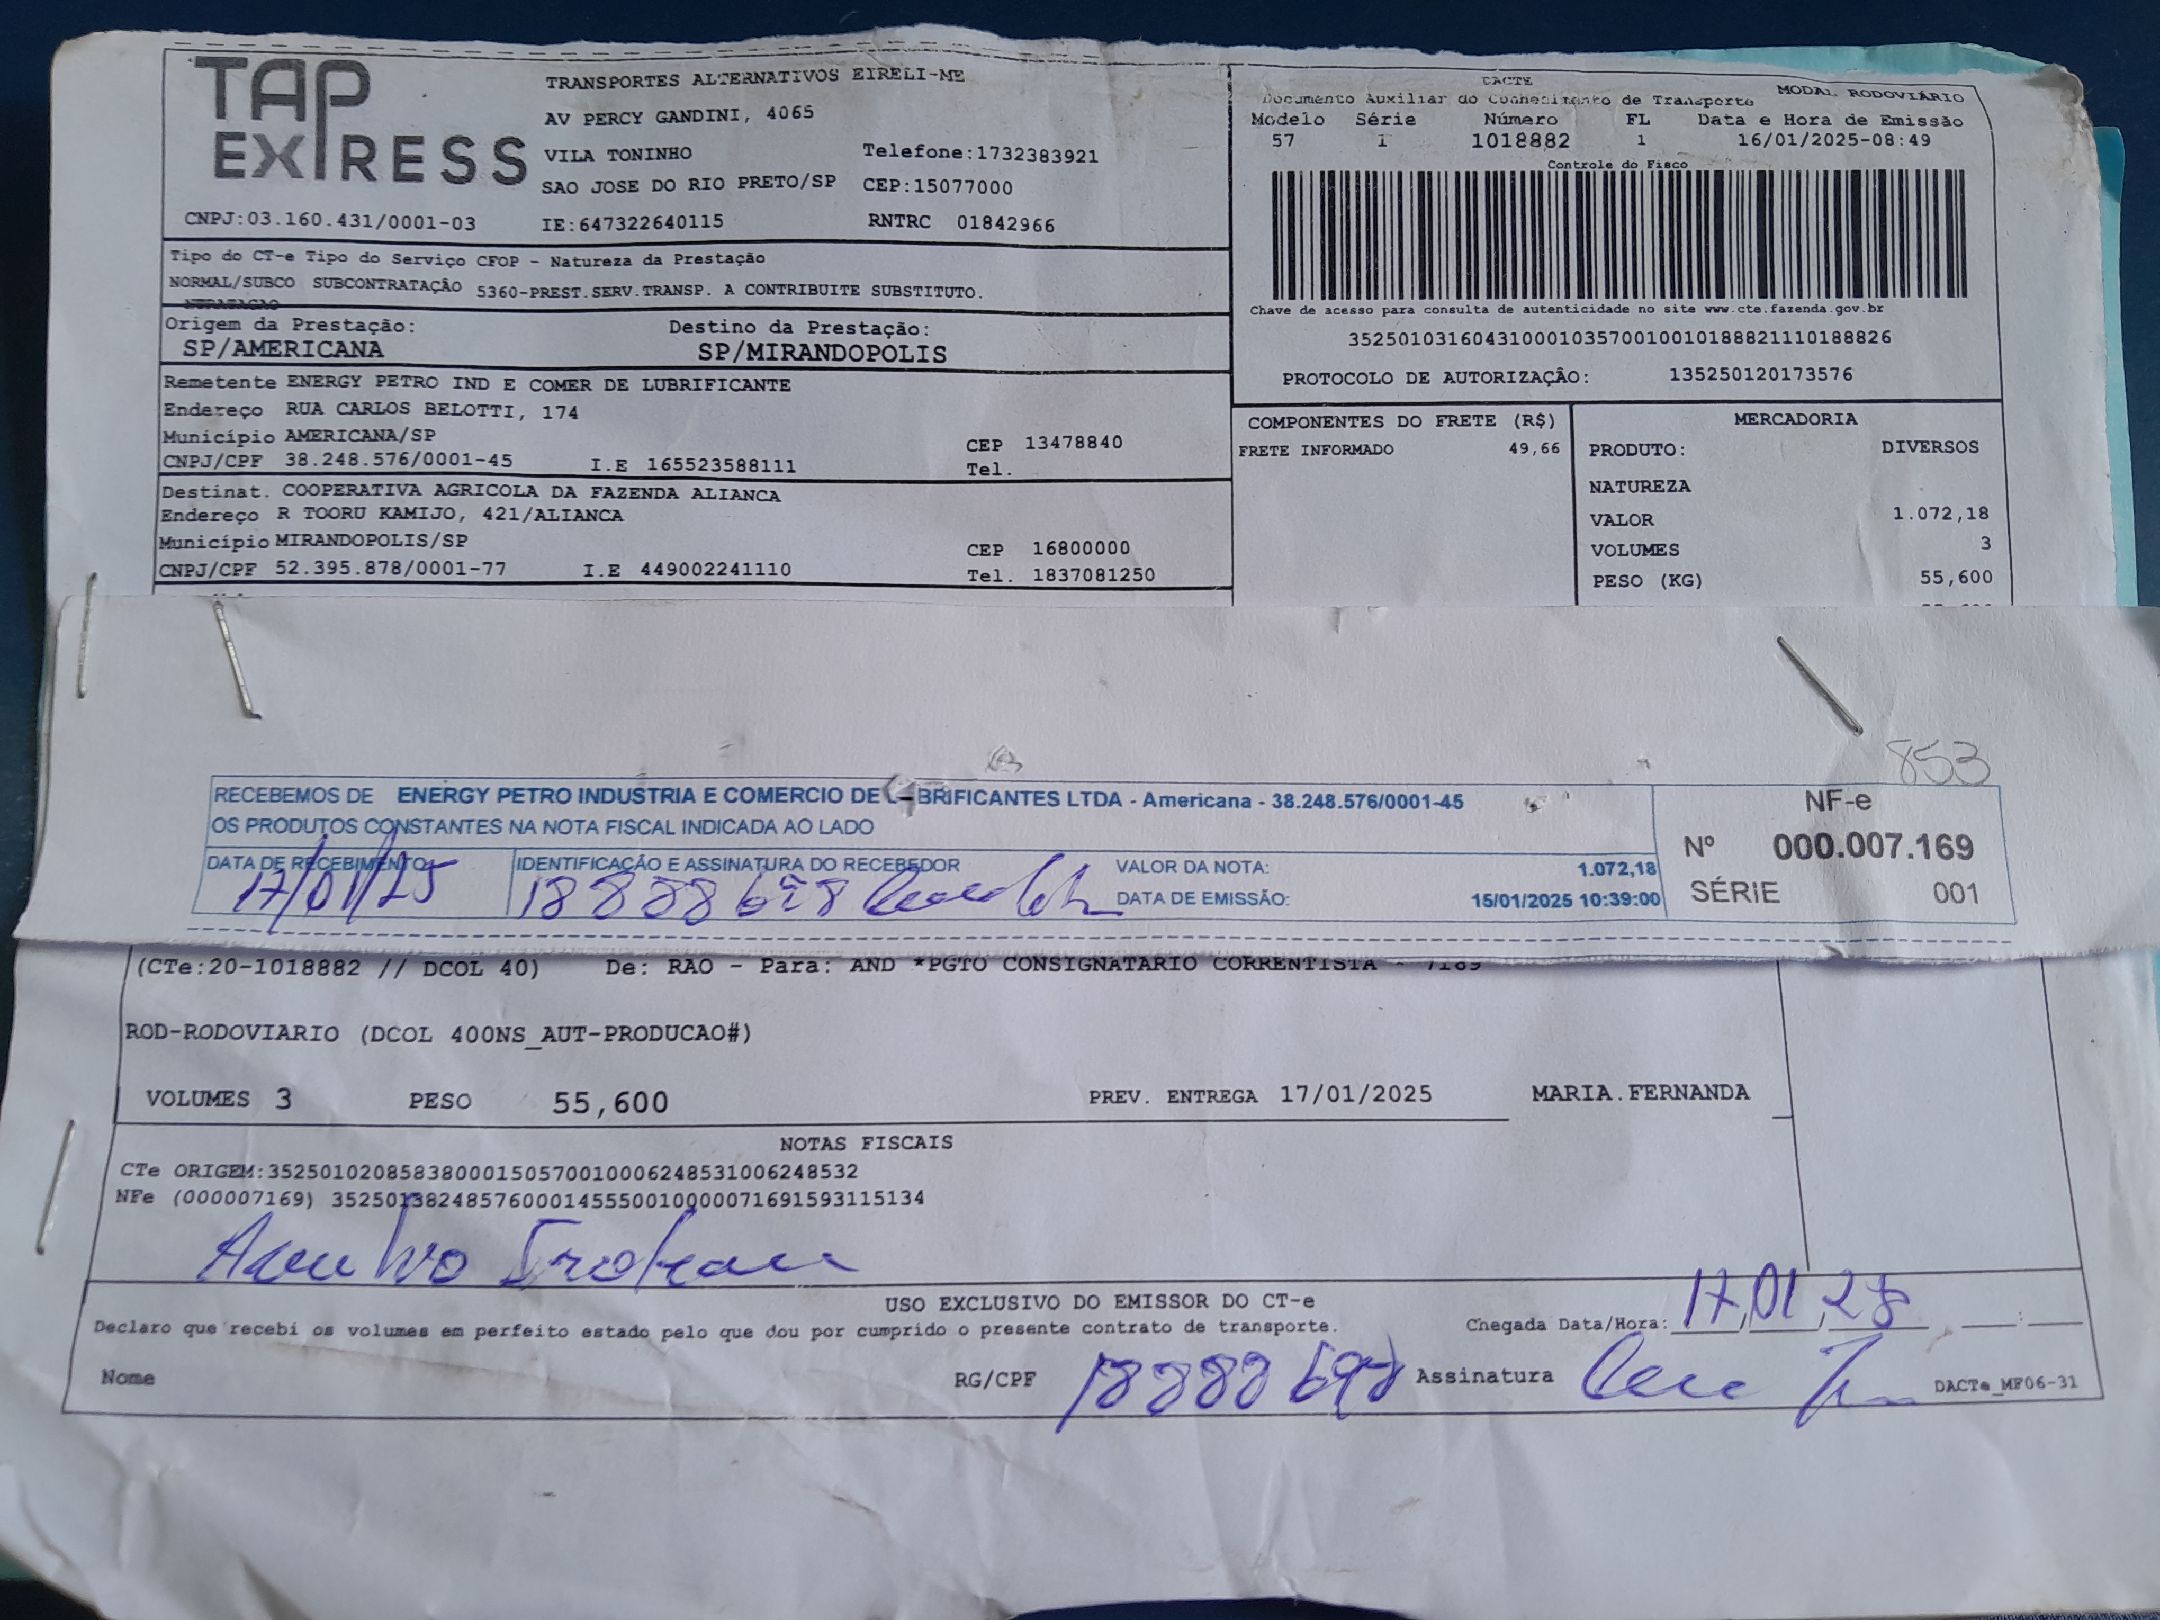 TAP EXPRESS
TRANSPORTES ALTERNATIVOS EIRELI-ME
AV PERCY GANDINI, 4065
VILA TONINHO Telefone:1732383921
SAO JOSE DO RIO PRETO/SP CEP:15077000
CNPJ:03.160.431/0001-03 IE:647322640115 RNTRC 01842966
DACTE
Documento Auxiliar do Conhecimento de Transporte MODAL RODOVIÁRIO
Modelo Série Número FL Data e Hora de Emissão
57 1 1018882 1 16/01/2025-08:49
Controle do Fisco
Chave de acesso para consulta de autenticidade no site www.cte.fazenda.gov.br
35250103160431000103570010010188821110188826
PROTOCOLO DE AUTORIZAÇÃO: 135250120173576
Tipo do CT-e Tipo do Serviço CFOP - Natureza da Prestação
NORMAL/SUBCO SUBCONTRATAÇÃO 5360-PREST.SERV.TRANSP. A CONTRIBUITE SUBSTITUTO.
NTRATACAO
Origem da Prestação: Destino da Prestação:
SP/AMERICANA SP/MIRANDOPOLIS
Remetente ENERGY PETRO IND E COMER DE LUBRIFICANTE
Endereço RUA CARLOS BELOTTI, 174
Município AMERICANA/SP CEP 13478840
CNPJ/CPF 38.248.576/0001-45 I.E 165523588111 Tel.
Destinat. COOPERATIVA AGRICOLA DA FAZENDA ALIANCA
Endereço R TOORU KAMIJO, 421/ALIANCA
Município MIRANDOPOLIS/SP CEP 16800000
CNPJ/CPF 52.395.878/0001-77 I.E 449002241110 Tel. 1837081250
COMPONENTES DO FRETE (R$)
FRETE INFORMADO 49,66
MERCADORIA
PRODUTO: DIVERSOS
NATUREZA
VALOR 1.072,18
VOLUMES 3
PESO (KG) 55,600
853
RECEBEMOS DE ENERGY PETRO INDUSTRIA E COMERCIO DE LUBRIFICANTES LTDA - Americana - 38.248.576/0001-45
OS PRODUTOS CONSTANTES NA NOTA FISCAL INDICADA AO LADO
DATA DE RECEBIMENTO IDENTIFICAÇÃO E ASSINATURA DO RECEBEDOR VALOR DA NOTA: 1.072,18
17/01/25 18888698 DATA DE EMISSÃO: 15/01/2025 10:39:00
NF-e
Nº 000.007.169
SÉRIE 001
(CTe:20-1018882 // DCOL 40) De: RAO - Para: AND *PGTO CONSIGNATARIO CORRENTISTA - 7169
ROD-RODOVIARIO (DCOL 400NS_AUT-PRODUCAO#)
VOLUMES 3 PESO 55,600 PREV. ENTREGA 17/01/2025 MARIA.FERNANDA
NOTAS FISCAIS
CTe ORIGEM:35250102085838000150570010006248531006248532
NFe (000007169) 35250138248576000145550010000071691593115134
USO EXCLUSIVO DO EMISSOR DO CT-e
Declaro que recebi os volumes em perfeito estado pelo que dou por cumprido o presente contrato de transporte. Chegada Data/Hora: 17,01,25 :
Nome RG/CPF 18880698 Assinatura DACTe_MF06-31